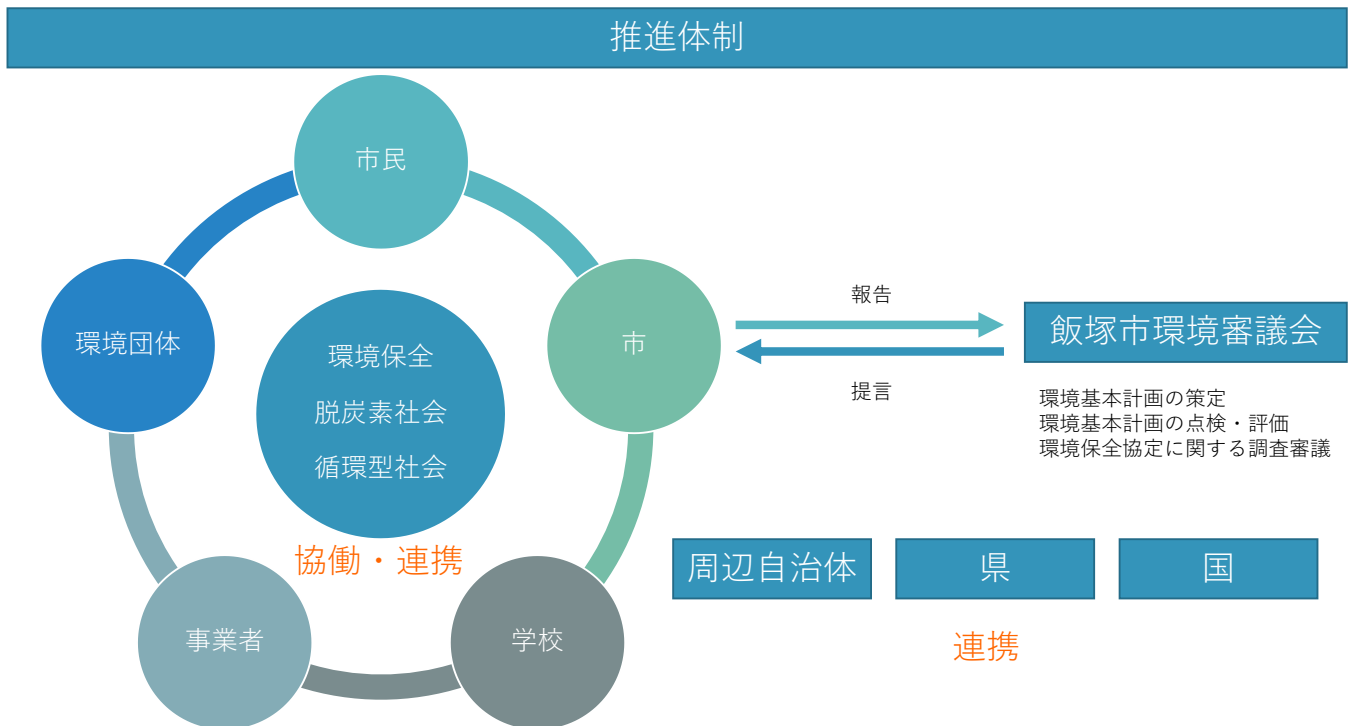 推進体制
市民
環境団体
市
環境保全
脱炭素社会
循環型社会
協働・連携
事業者
学校
報告
提言
飯塚市環境審議会
環境基本計画の策定
環境基本計画の点検・評価
環境保全協定に関する調査審議
周辺自治体
県
国
連携